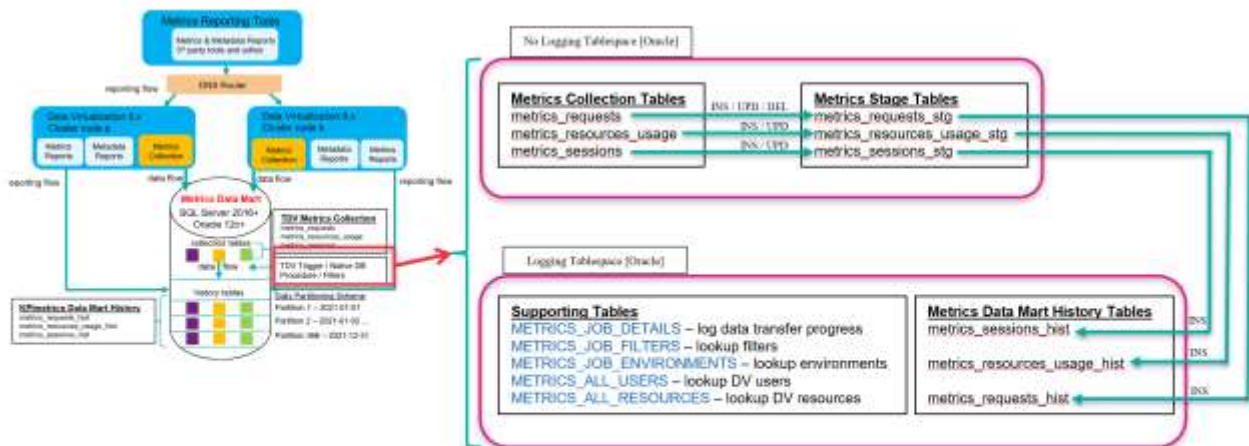 Metrics Reporting Tools
Metrics & Metadata Reports
3rd party tools and utilities
reporting flow
DNS Router
Data Virtualization 8.x
Cluster node a
Metrics Reports
Metadata Reports
Metrics Collection
Data Virtualization 8.x
Cluster node b
Metrics Collection
Metadata Reports
Metrics Reports
reporting flow
data flow
data flow
reporting flow
Metrics Data Mart
SQL Server 2016+
Oracle 12c+
TDV Metrics Collection
metrics_requests
metrics_resources_usage
collection tables
data flow
TDV Trigger / Native DB
Procedure / Filters
history tables
Data Partitioning Scheme
Partition 1 – 2021-01-01
Partition 2 – 2021-01-02 ...
Partition 366 – 2021-12-31
KPImetrics Data Mart History
metrics_requests_hist
metrics_resources_usage_hist
metrics_sessions_hist
No Logging Tablespace [Oracle]
Metrics Collection Tables
metrics_requests
metrics_resources_usage
metrics_sessions
INS / UPD / DEL
INS / UPD
INS / UPD
Metrics Stage Tables
metrics_requests_stg
metrics_resources_usage_stg
metrics_sessions_stg
Logging Tablespace [Oracle]
Supporting Tables
METRICS_JOB_DETAILS – log data transfer progress
METRICS_JOB_FILTERS – lookup filters
METRICS_JOB_ENVIRONMENTS – lookup environments
METRICS_ALL_USERS – lookup DV users
METRICS_ALL_RESOURCES – lookup DV resources
Metrics Data Mart History Tables
metrics_sessions_hist
metrics_resources_usage_hist
metrics_requests_hist
INS
INS
INS